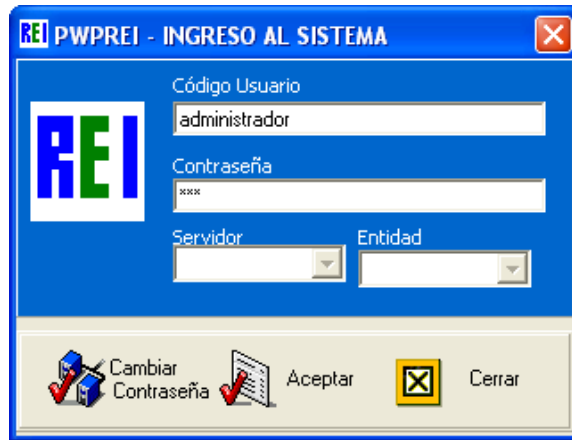 REI PWPREI - INGRESO AL SISTEMA
Código Usuario
administrador
REI
Contraseña
***
Servidor Entidad
Cambiar
Contraseña
Aceptar
Cerrar